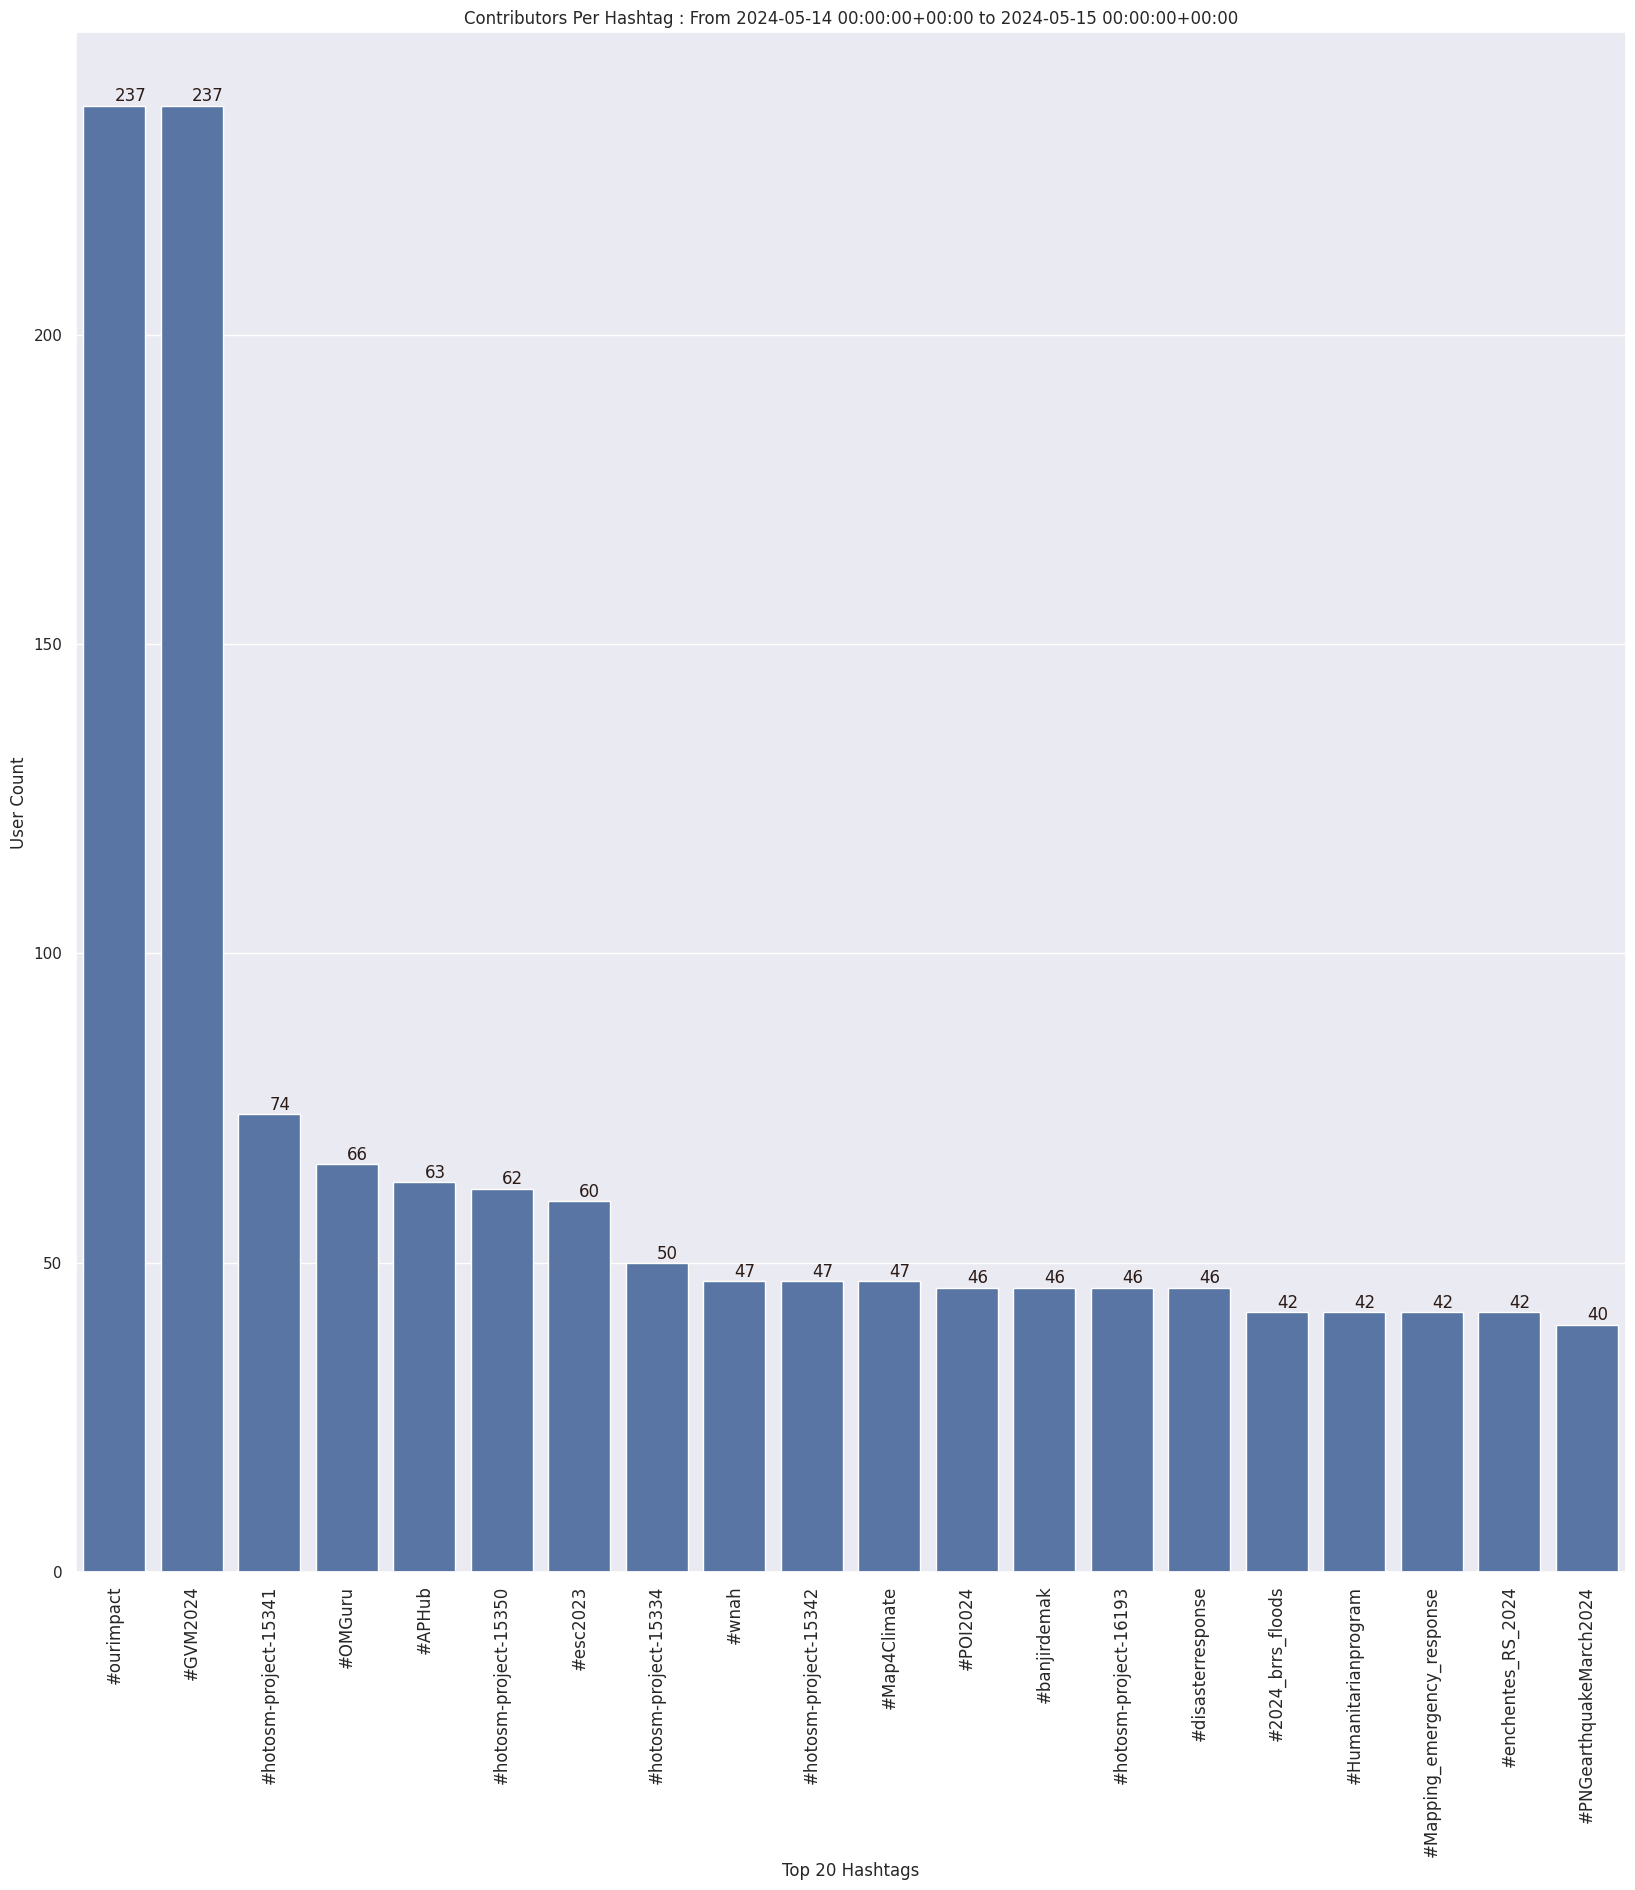 Contributors Per Hashtag : From 2024-05-14 00:00:00+00:00 to 2024-05-15 00:00:00+00:00
User Count
200
150
100
50
0
237
237
74
66
63
62
60
50
47
47
47
46
46
46
46
42
42
42
42
40
#ourimpact
#GVM2024
#hotosm-project-15341
#OMGuru
#APHub
#hotosm-project-15350
#esc2023
#hotosm-project-15334
#wnah
#hotosm-project-15342
#Map4Climate
#POI2024
#banjirdemak
#hotosm-project-16193
#disasterresponse
#2024_brrs_floods
#Humanitarianprogram
#Mapping_emergency_response
#enchentes_RS_2024
#PNGearthquakeMarch2024
Top 20 Hashtags